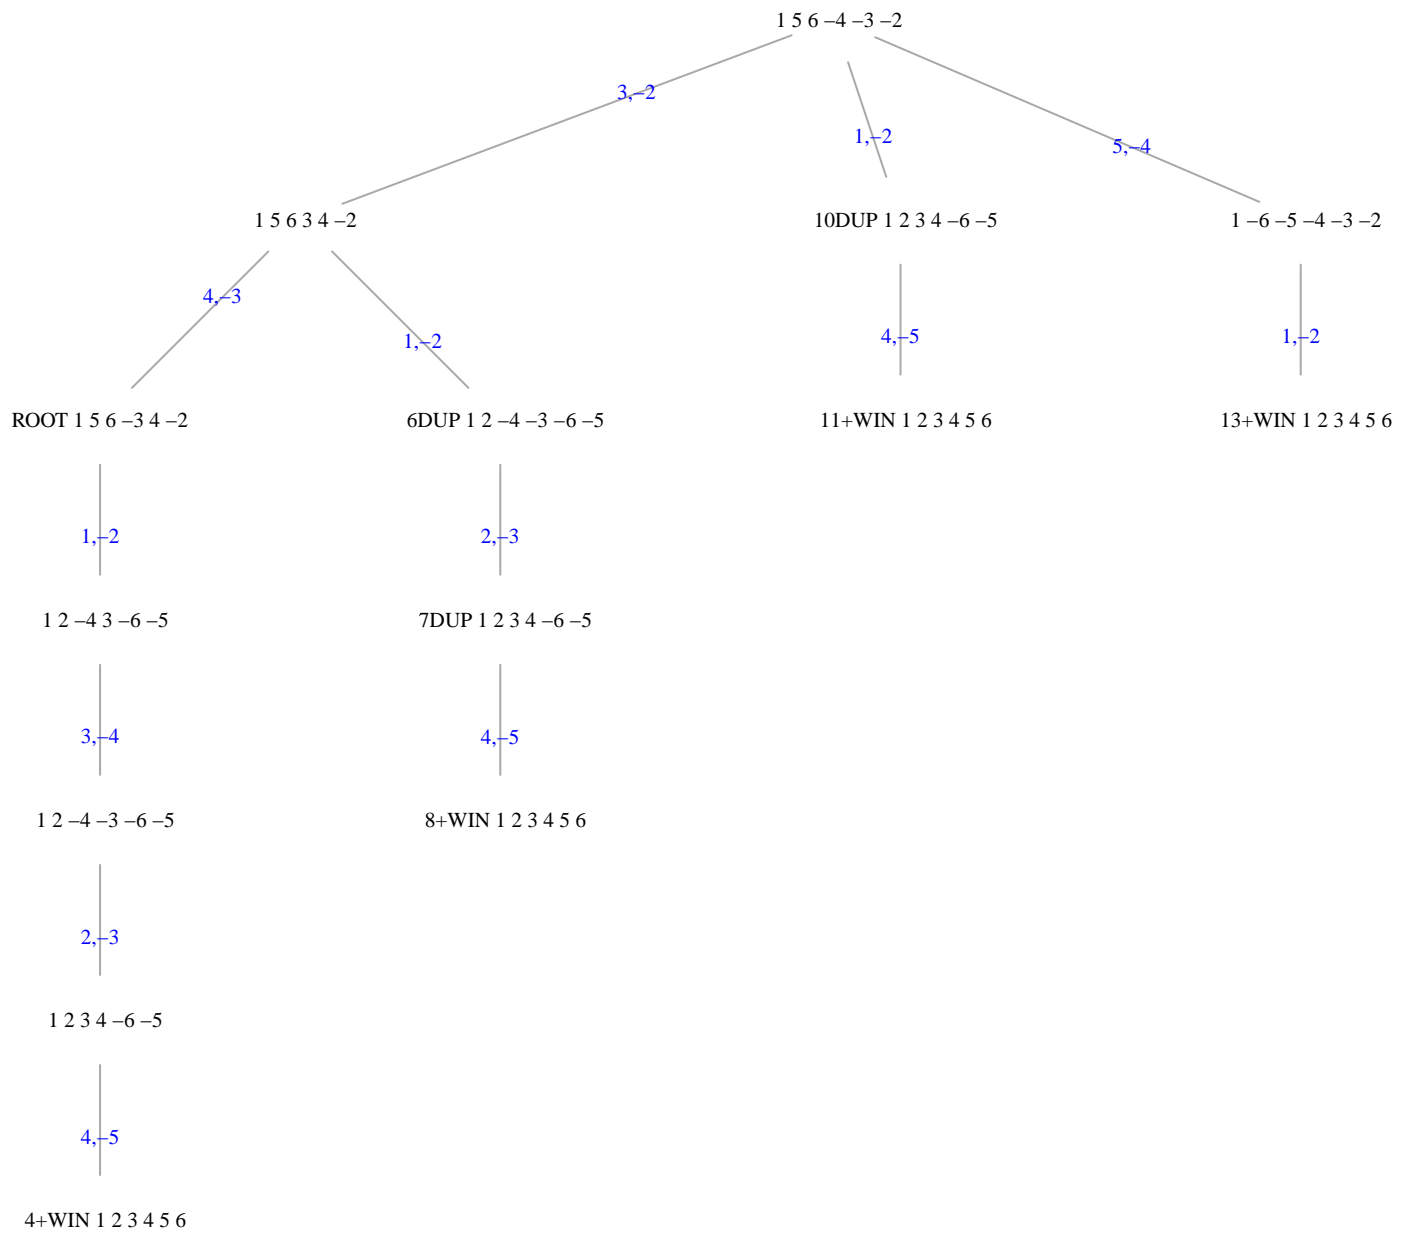 1 5 6 –4 –3 –2
3,–2
1,–2
5,–4
1 5 6 3 4 –2
10DUP 1 2 3 4 –6 –5
1 –6 –5 –4 –3 –2
4,–3
1,–2
4,–5
1,–2
ROOT 1 5 6 –3 4 –2
6DUP 1 2 –4 –3 –6 –5
11+WIN 1 2 3 4 5 6
13+WIN 1 2 3 4 5 6
1,–2
2,–3
1 2 –4 3 –6 –5
7DUP 1 2 3 4 –6 –5
3,–4
4,–5
1 2 –4 –3 –6 –5
8+WIN 1 2 3 4 5 6
2,–3
1 2 3 4 –6 –5
4,–5
4+WIN 1 2 3 4 5 6